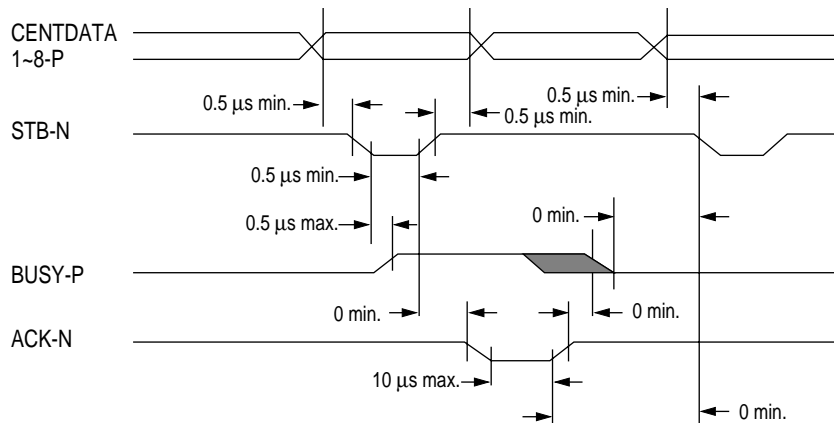 CENTDATA
1~8-P
0.5 µs min.
0.5 µs min.
0.5 µs min.
STB-N
0.5 µs min.
0.5 µs max.
0 min.
BUSY-P
0 min.
0 min.
ACK-N
10 µs max.
0 min.